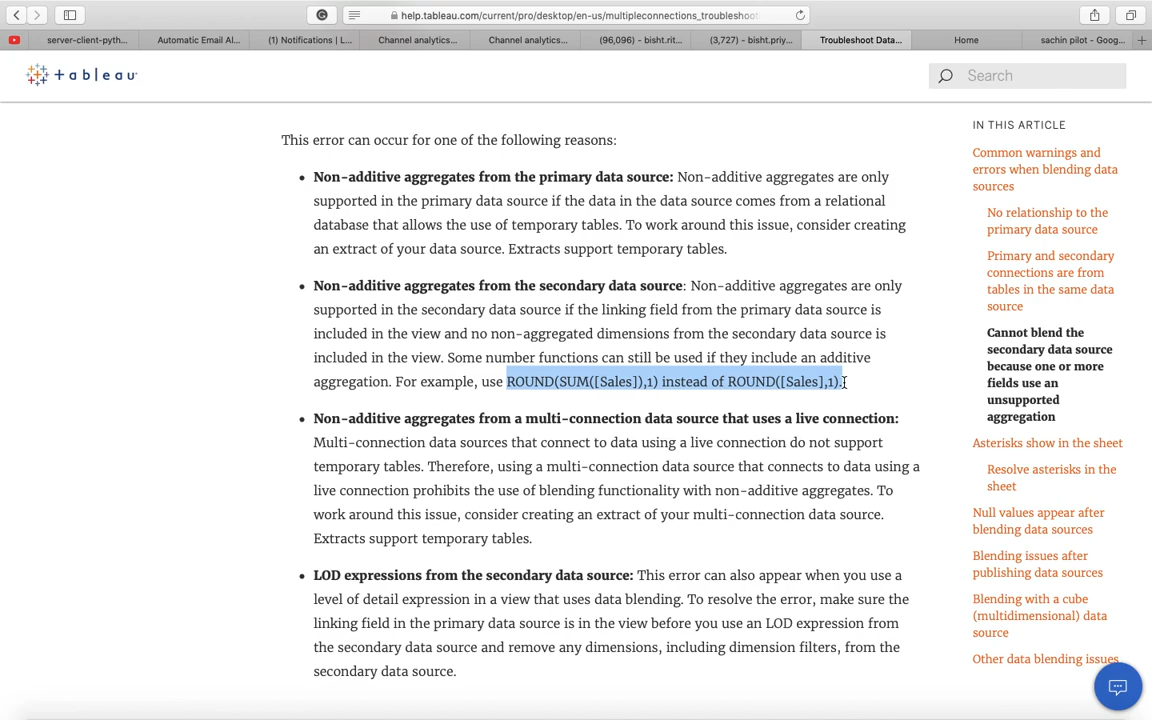 help.tableau.com/current/pro/desktop/en-us/multipleconnections_troubleshoot
server-client-pyth...
Automatic Email Al...
(1) Notifications | L...
Channel analytics...
Channel analytics...
(96,096) - bisht.rit...
(3,727) - bisht.priy...
Troubleshoot Data...
Home
sachin pilot - Goog...
tableau
Search
This error can occur for one of the following reasons:
Non-additive aggregates from the primary data source: Non-additive aggregates are only
supported in the primary data source if the data in the data source comes from a relational
database that allows the use of temporary tables. To work around this issue, consider creating
an extract of your data source. Extracts support temporary tables.
Non-additive aggregates from the secondary data source: Non-additive aggregates are only
supported in the secondary data source if the linking field from the primary data source is
included in the view and no non-aggregated dimensions from the secondary data source is
included in the view. Some number functions can still be used if they include an additive
aggregation. For example, use ROUND(SUM([Sales]),1) instead of ROUND([Sales],1).
Non-additive aggregates from a multi-connection data source that uses a live connection:
Multi-connection data sources that connect to data using a live connection do not support
temporary tables. Therefore, using a multi-connection data source that connects to data using a
live connection prohibits the use of blending functionality with non-additive aggregates. To
work around this issue, consider creating an extract of your multi-connection data source.
Extracts support temporary tables.
LOD expressions from the secondary data source: This error can also appear when you use a
level of detail expression in a view that uses data blending. To resolve the error, make sure the
linking field in the primary data source is in the view before you use an LOD expression from
the secondary data source and remove any dimensions, including dimension filters, from the
secondary data source.
IN THIS ARTICLE
Common warnings and
errors when blending data
sources
No relationship to the
primary data source
Primary and secondary
connections are from
tables in the same data
source
Cannot blend the
secondary data source
because one or more
fields use an
unsupported
aggregation
Asterisks show in the sheet
Resolve asterisks in the
sheet
Null values appear after
blending data sources
Blending issues after
publishing data sources
Blending with a cube
(multidimensional) data
source
Other data blending issues